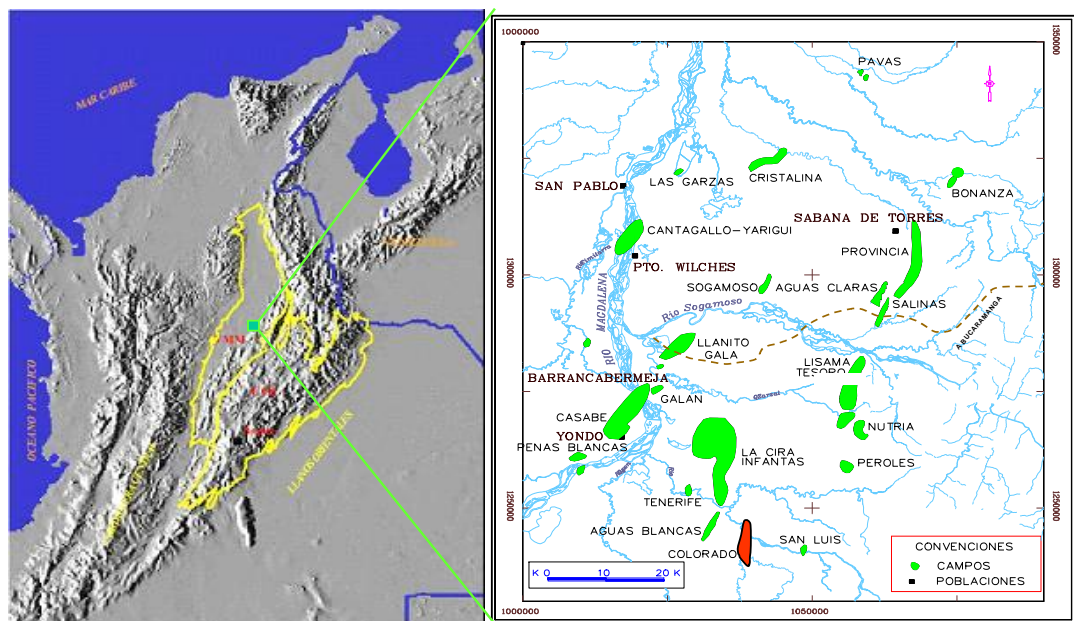 MAR CARIBE
OCEANO PACIFICO
LLANOS ORIENTALES
1000000
1350000
PAVAS
LAS GARZAS
CRISTALINA
BONANZA
SAN PABLO
SABANA DE TORRES
CANTAGALLO-YARIGUI
PROVINCIA
PTO. WILCHES
1300000
SOGAMOSO
AGUAS CLARAS
SALINAS
RIO MAGDALENA
Rio Sogamoso
A BUCARAMANGA
LLANITO
GALA
LISAMA
TESORO
BARRANCABERMEJA
GALAN
CASABE
YONDO
NUTRIA
PENAS BLANCAS
LA CIRA
INFANTAS
PEROLES
TENERIFE
1250000
AGUAS BLANCAS
SAN LUIS
COLORADO
CONVENCIONES
CAMPOS
POBLACIONES
K 0 10 20 K
1000000
1050000